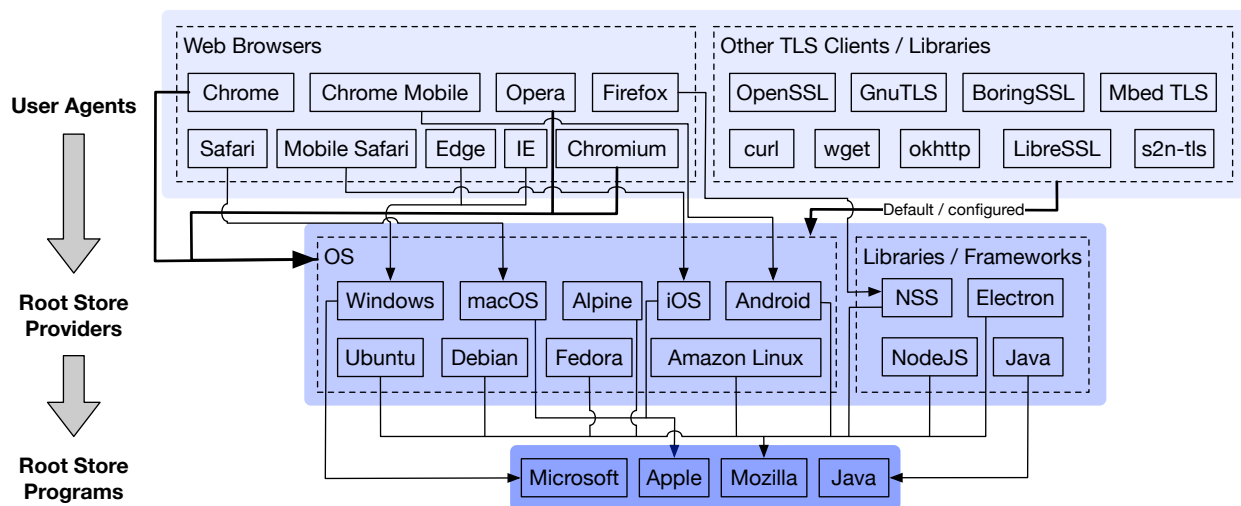 Web Browsers
Other TLS Clients / Libraries
User Agents
Chrome
Chrome Mobile
Opera
Firefox
OpenSSL
GnuTLS
BoringSSL
Mbed TLS
Safari
Mobile Safari
Edge
IE
Chromium
curl
wget
okhttp
LibreSSL
s2n-tls
Default / configured
OS
Libraries / Frameworks
Root Store
Providers
Windows
macOS
Alpine
iOS
Android
NSS
Electron
Ubuntu
Debian
Fedora
Amazon Linux
NodeJS
Java
Root Store
Programs
Microsoft
Apple
Mozilla
Java